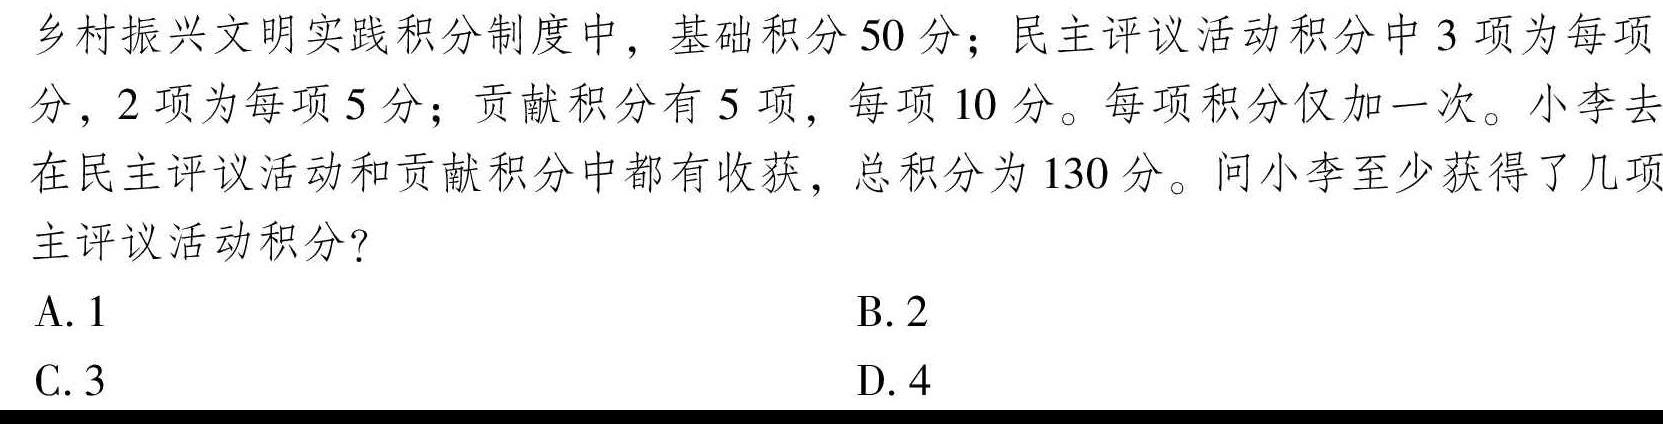 乡村振兴文明实践积分制度中，基础积分 50 分；民主评议活动积分中 3 项为每项
分，2 项为每项 5 分；贡献积分有 5 项，每项 10 分。每项积分仅加一次。小李去
在民主评议活动和贡献积分中都有收获，总积分为 130 分。问小李至少获得了几项
主评议活动积分？
A. 1
B. 2
C. 3
D. 4